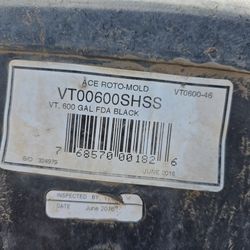 ACE ROTO-MOLD
VT00600SHSS
VT0600-46
VT, 600 GAL FDA BLACK
7 68570 00182 6
S/O 304979
JUNE 2016
INSPECTED BY
DATE June 2016